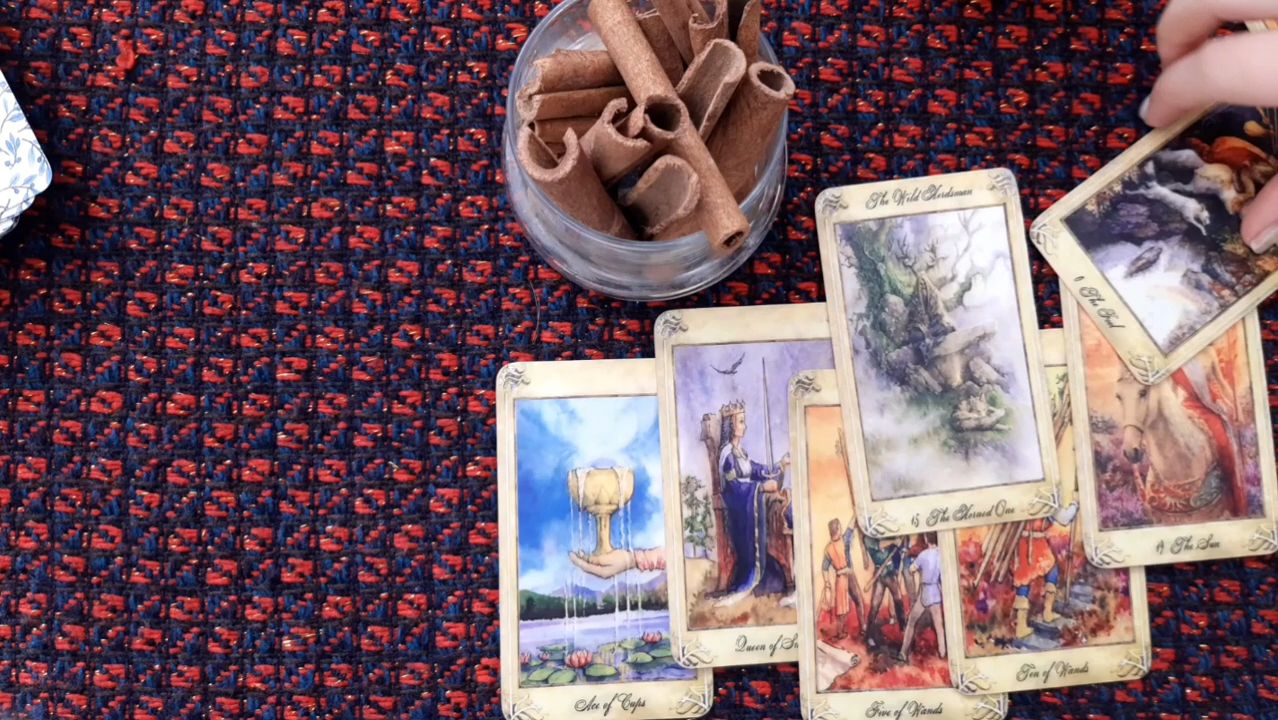 The Wild Herdsman
15 The Horned One
0 The Fool
19 The Sun
Queen of
Ten of Wands
Ace of Cups
Five of Wands